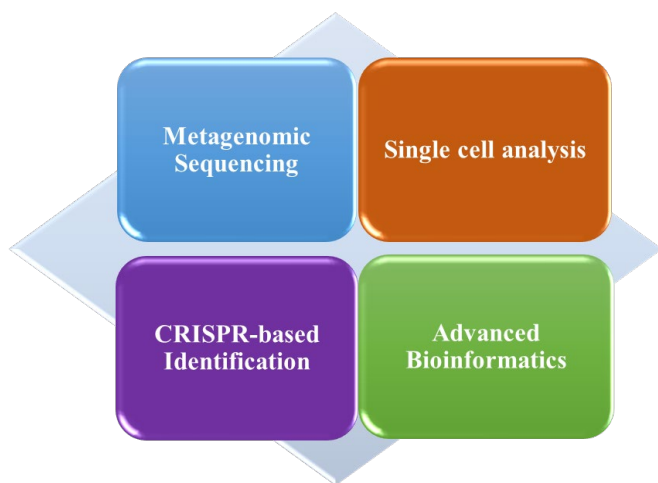 Metagenomic
Sequencing
Single cell analysis
CRISPR-based
Identification
Advanced
Bioinformatics